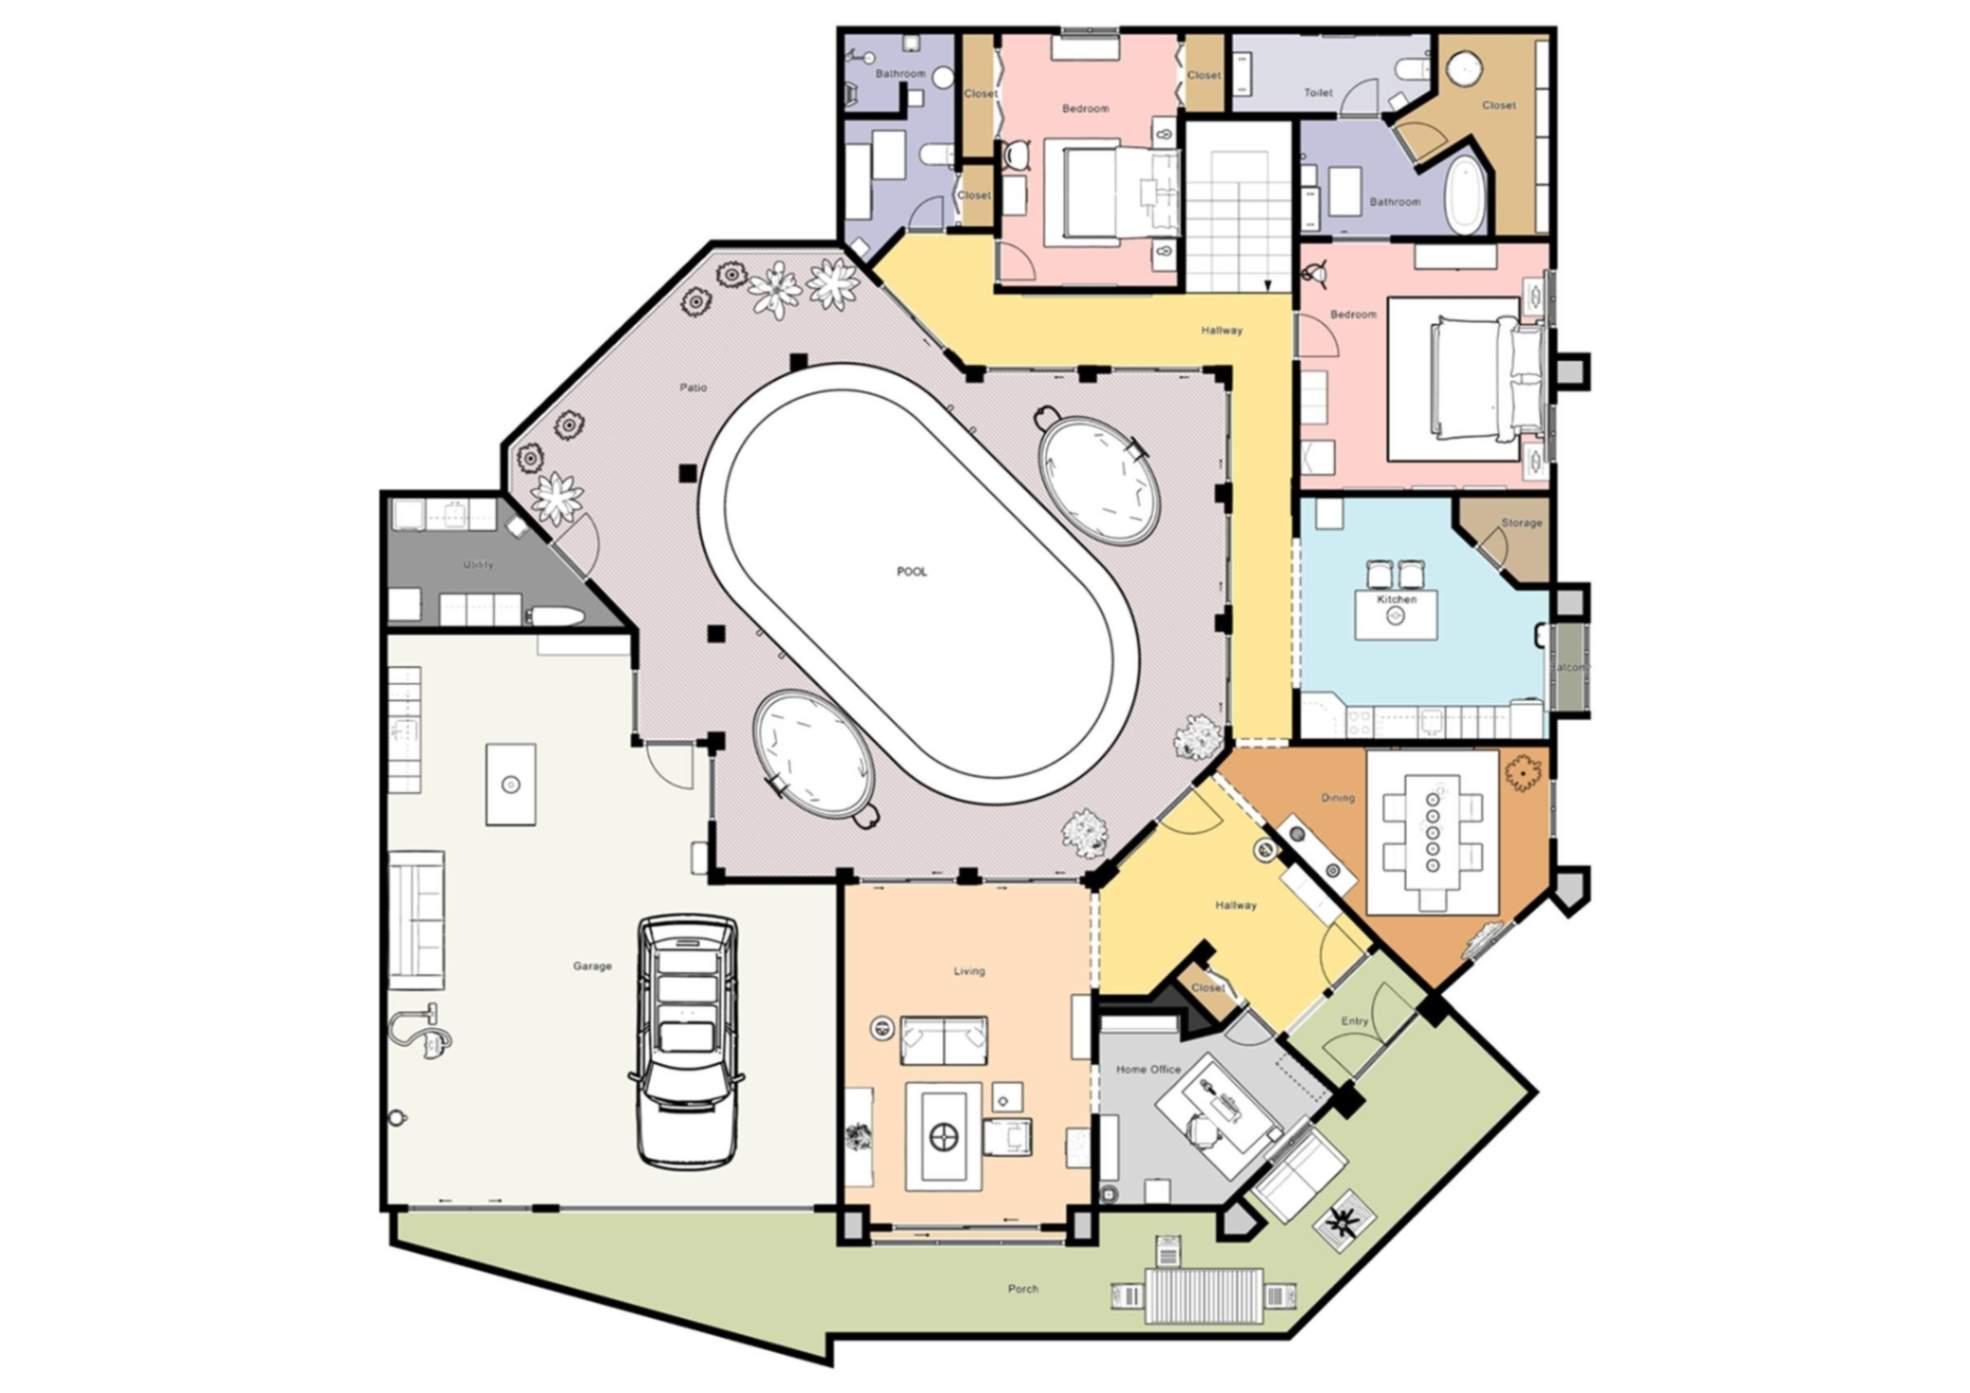 Bathroom
Closet
Bedroom
Closet
Toilet
Closet
Closet
Bathroom
Hallway
Bedroom
Patio
Storage
Utility
POOL
Kitchen
Balcony
Dining
Hallway
Garage
Living
Closet
Entry
Home Office
Porch